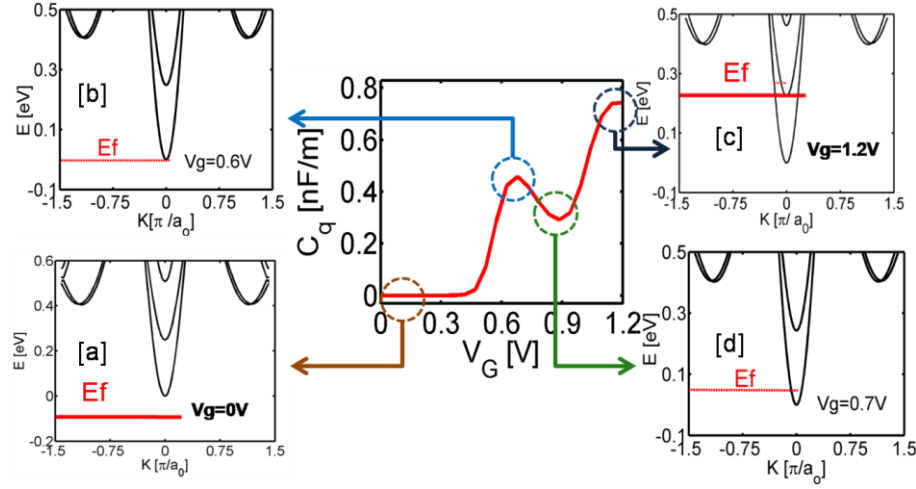 0.5
0.3
0.1
-0.1
E [eV]
[b]
Ef
Vg=0.6V
-1.5 -0.75 0 0.75 1.5
K[π/a₀]
0.6
0.4
0.2
0
-0.2
E [eV]
[a]
Ef
Vg=0V
-1.5 -0.75 0 0.75 1.5
K [π/a₀]
0.8
0.6
0.4
0.2
0
C_q [nF/m]
0 0.3 0.6 0.9 1.2
V_G [V]
0.5
0.3
0.1
-0.1
E [eV]
Ef
[c]
Vg=1.2V
-1.5 -0.75 0 0.75 1.5
K [π/ a₀]
0.5
0.3
0.1
-0.1
E [eV]
[d]
Ef
Vg=0.7V
-1.5 -0.75 0 0.75 1.5
K [π/a₀]